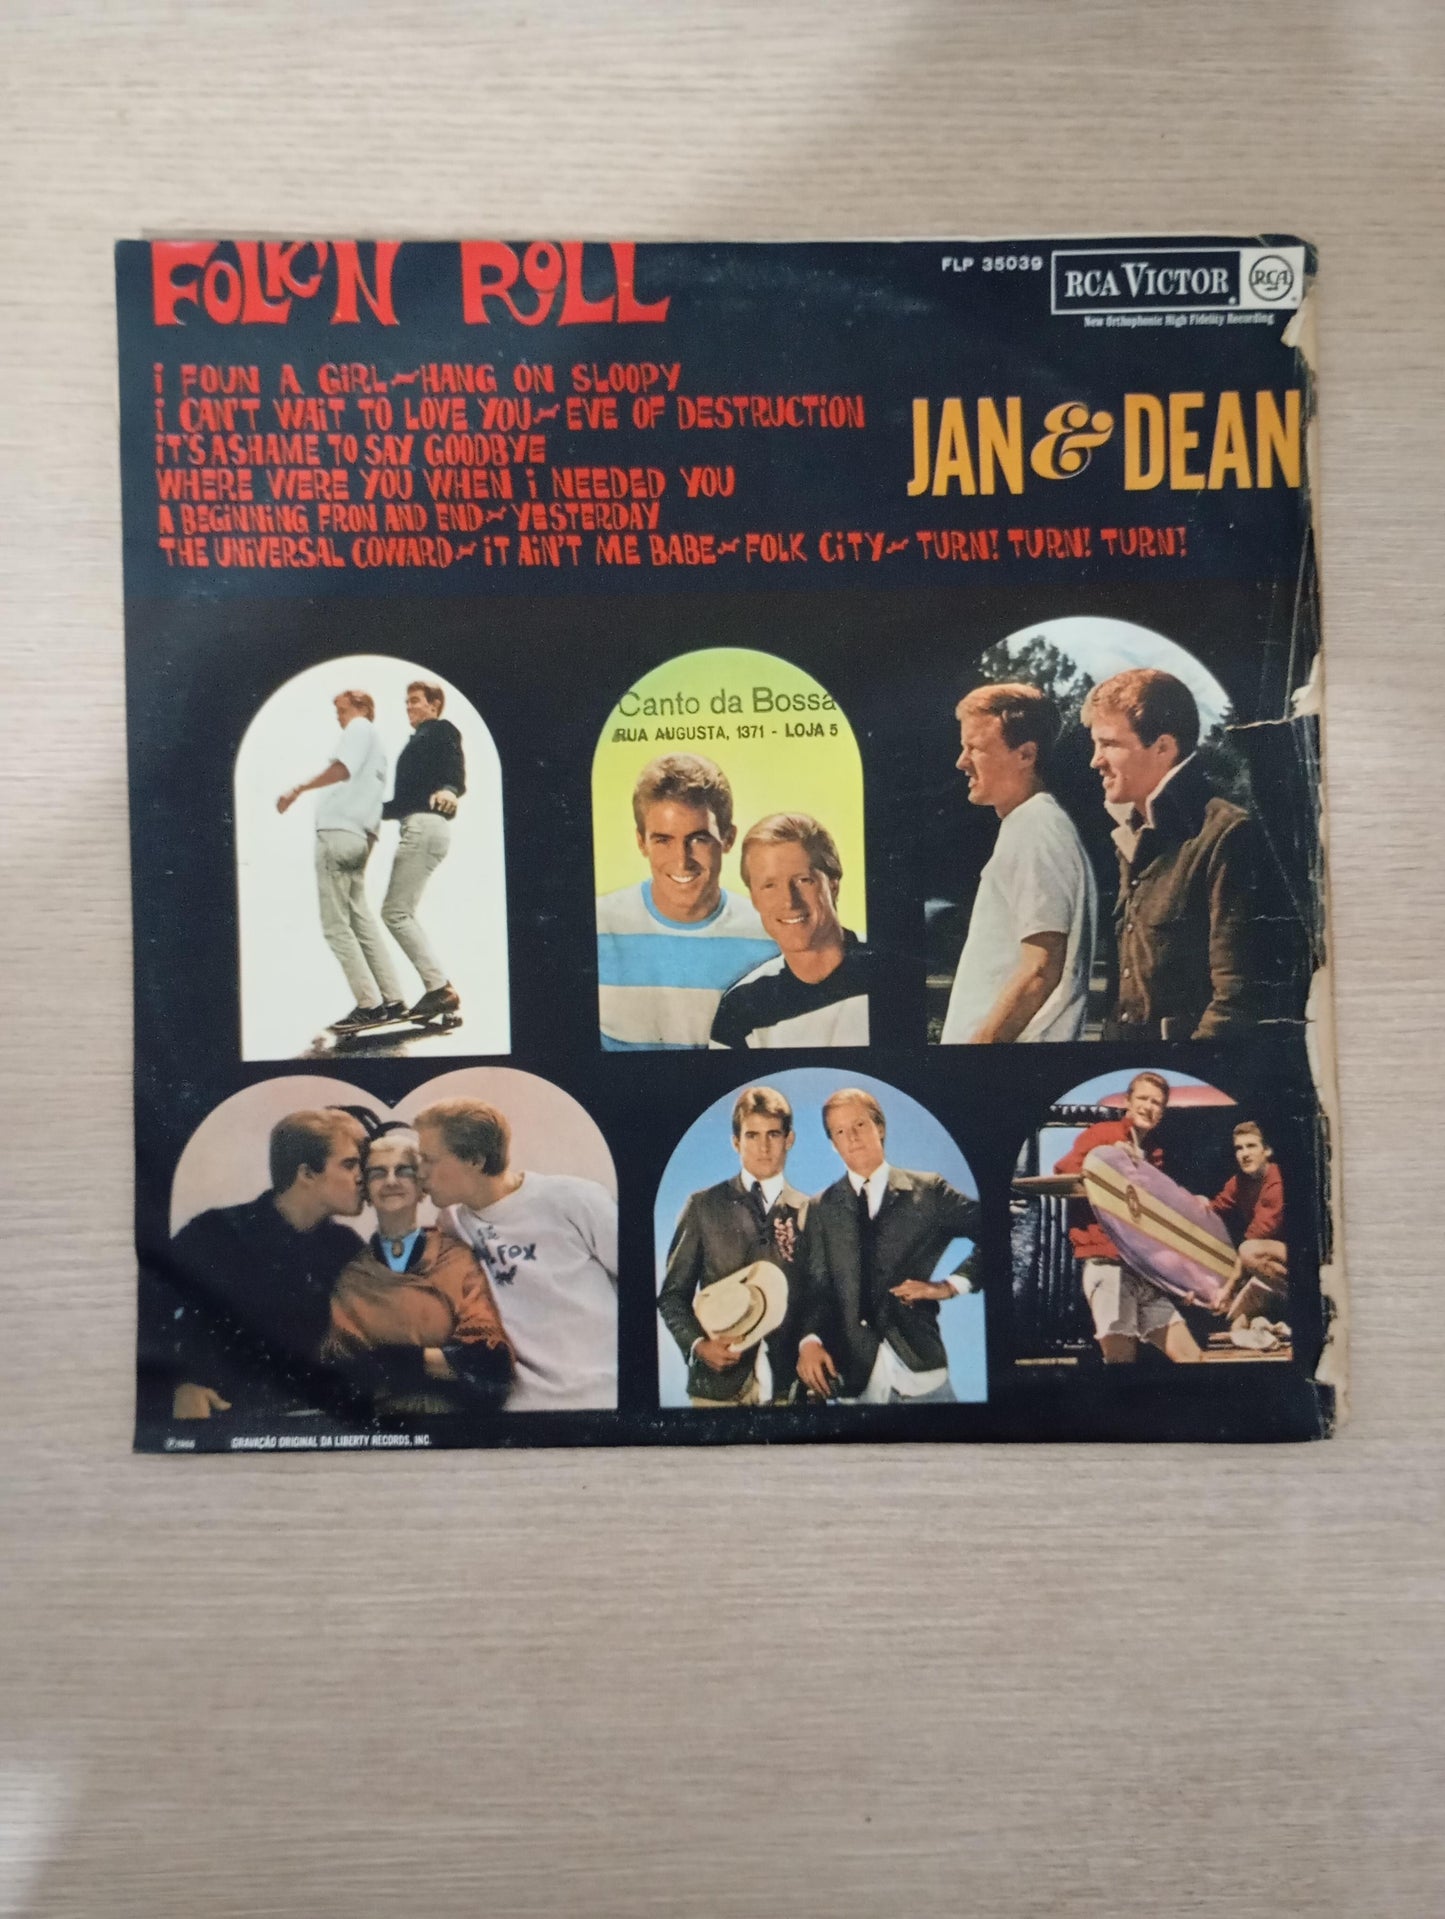 FOLK'N ROLL
FLP 35039
RCA VICTOR
RCA
New Orthophonic High Fidelity Recording
i FOUN A GiRL~HANG ON SLOOPY
i CAN'T WAiT TO LOVE YOU~EVE OF DESTRUCTiON
iT'S A SHAME TO SAY GOODBYE
WHERE WERE YOU WHEN i NEEDED YOU
A BEGiNNiNG FRON AND END~YESTERDAY
THE UNiVERSAL COWARD~iT AiN'T ME BABE~FOLK CiTY~TURN! TURN! TURN!
JAN & DEAN
Canto da Bossa
RUA AUGUSTA, 1371 - LOJA 5
FOX
℗ 1966
GRAVAÇÃO ORIGINAL DA LIBERTY RECORDS, INC.